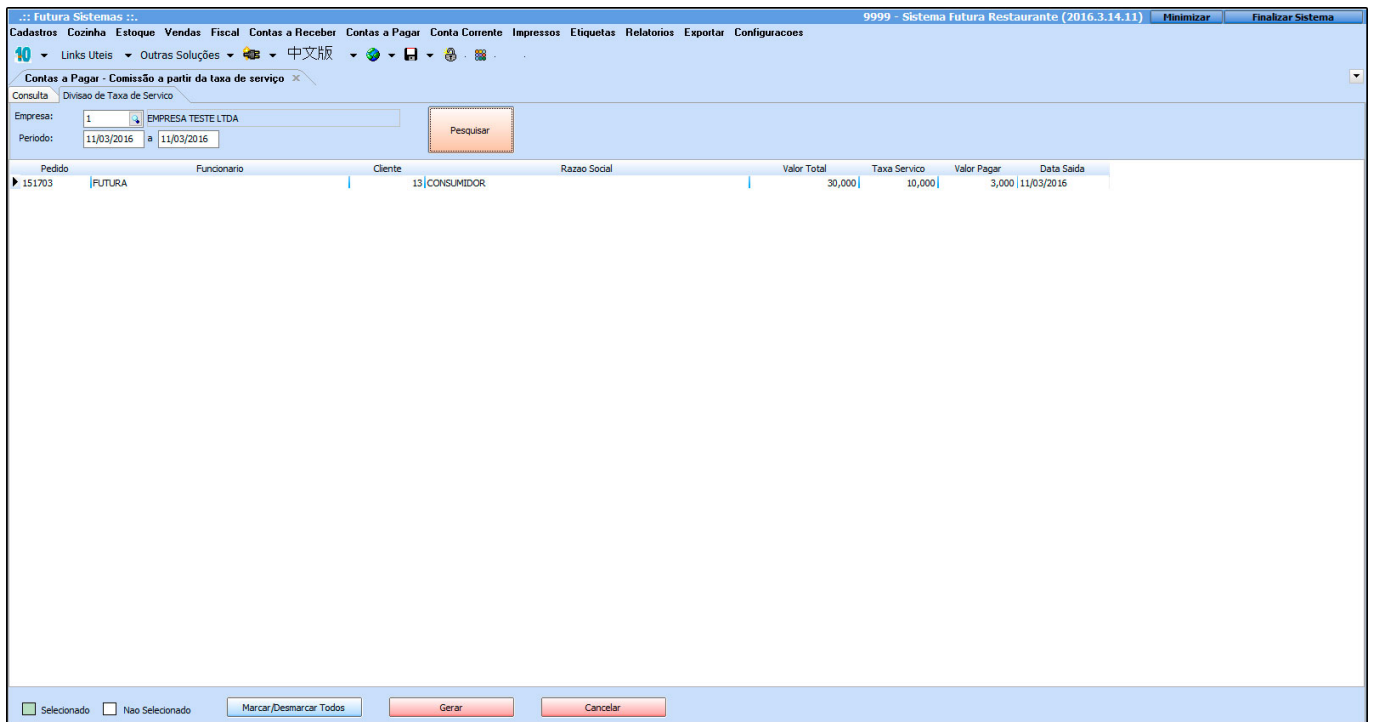 .:: Futura Sistemas ::. 9999 - Sistema Futura Restaurante (2016.3.14.11) Minimizar Finalizar Sistema
Cadastros Cozinha Estoque Vendas Fiscal Contas a Receber Contas a Pagar Conta Corrente Impressos Etiquetas Relatorios Exportar Configuracoes
10 Links Uteis Outras Soluções 中文版
Contas a Pagar - Comissão a partir da taxa de serviço
Consulta Divisao de Taxa de Servico
Empresa: 1 EMPRESA TESTE LTDA
Pesquisar
Periodo: 11/03/2016 a 11/03/2016
Pedido Funcionario Cliente Razao Social Valor Total Taxa Servico Valor Pagar Data Saida
151703 FUTURA 13 CONSUMIDOR 30,000 10,000 3,000 11/03/2016
Selecionado Nao Selecionado Marcar/Desmarcar Todos Gerar Cancelar